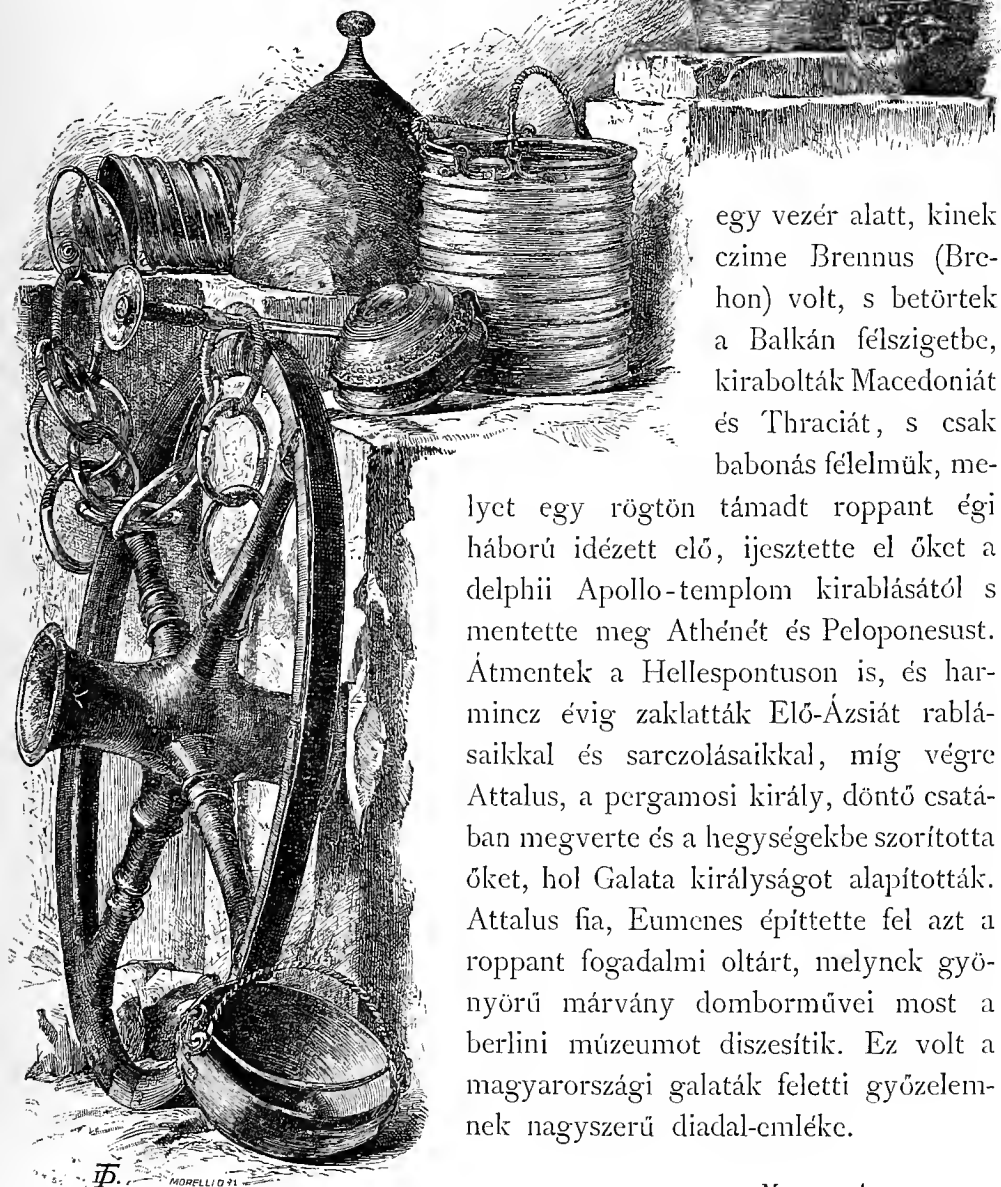 egy vezér alatt, kinek
czime Brennus (Bre-
hon) volt, s betörtek
a Balkán félszigetbe,
kirabolták Macedoniát
és Thraciát, s csak
babonás félelmük, me-
lyet egy rögtön támadt roppant égi
háború idézett elő, ijesztette el őket a
delphii Apollo-templom kirablásától s
mentette meg Athénét és Peloponesust.
Átmentek a Hellespontuson is, és har-
mincz évig zaklatták Elő-Ázsiát rablá-
saikkal és sarczolásaikkal, míg végre
Attalus, a pergamosi király, döntő csatá-
ban megverte és a hegységekbe szorította
őket, hol Galata királyságot alapították.
Attalus fia, Eumenes építtette fel azt a
roppant fogadalmi oltárt, melynek gyö-
nyörű márvány domborművei most a
berlini múzeumot diszesítik. Ez volt a
magyarországi galaták feletti győzelem-
nek nagyszerű diadal-emléke.
MORELLI